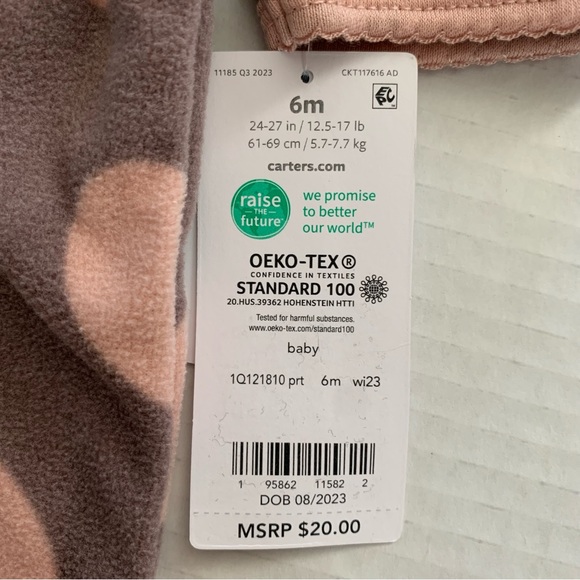 11185 Q3 2023 CKT117616 AD
6m
24-27 in / 12.5-17 lb
61-69 cm / 5.7-7.7 kg
carters.com
raise
THE
future
we promise
to better
our world™
OEKO-TEX®
CONFIDENCE IN TEXTILES
STANDARD 100
20.HUS.39362 HOHENSTEIN HTTI
Tested for harmful substances.
www.oeko-tex.com/standard100
baby
1Q121810 prt 6m wi23
1 95862 11582 2
DOB 08/2023
MSRP $20.00